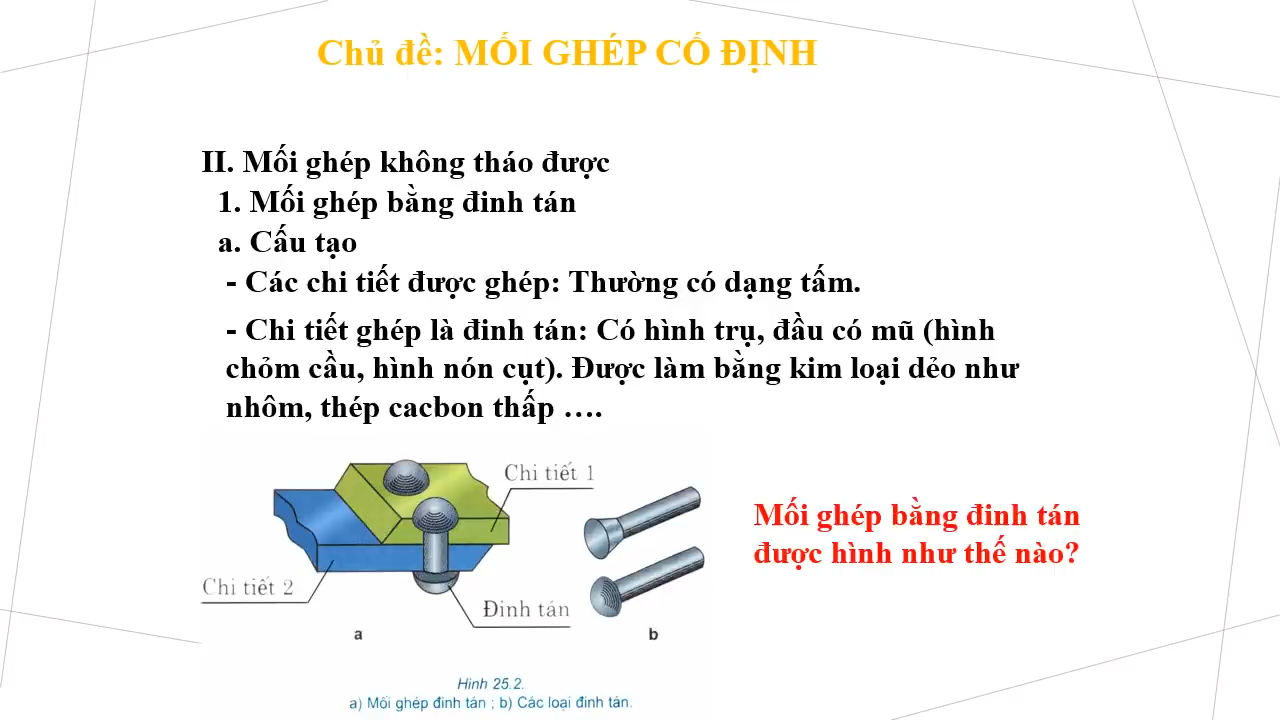 Chủ đề: MỐI GHÉP CỐ ĐỊNH
II. Mối ghép không tháo được
1. Mối ghép bằng đinh tán
a. Cấu tạo
- Các chi tiết được ghép: Thường có dạng tấm.
- Chi tiết ghép là đinh tán: Có hình trụ, đầu có mũ (hình
chỏm cầu, hình nón cụt). Được làm bằng kim loại dẻo như
nhôm, thép cacbon thấp ….
Chi tiết 1
Chi tiết 2
Đinh tán
a
b
Hình 25.2.
a) Mối ghép đinh tán ; b) Các loại đinh tán.
Mối ghép bằng đinh tán
được hình như thế nào?